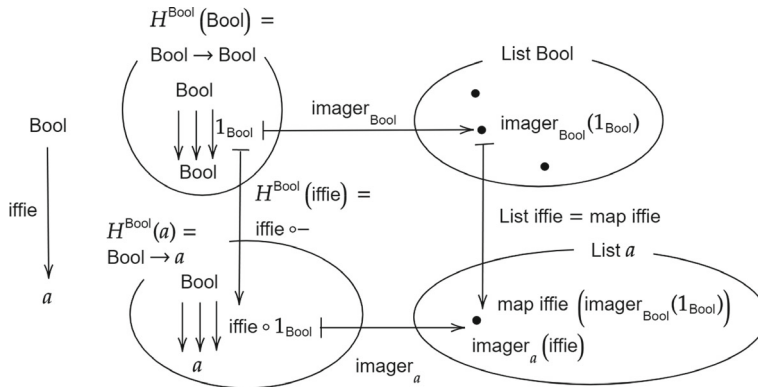 H^Bool(Bool) =
Bool → Bool
Bool
1_Bool
Bool
imager_Bool
List Bool
imager_Bool(1_Bool)
Bool
iffie
a
H^Bool(iffie) =
iffie ∘−
List iffie = map iffie
H^Bool(a) =
Bool → a
Bool
iffie ∘ 1_Bool
a
imager_a
List a
map iffie (imager_Bool(1_Bool))
imager_a(iffie)